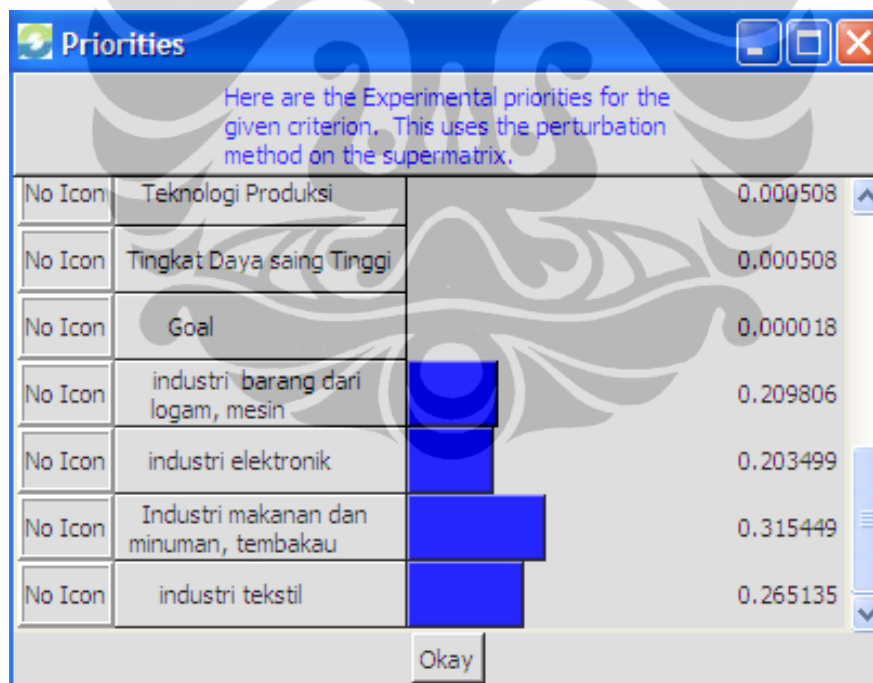 Priorities
Here are the Experimental priorities for the
given criterion. This uses the perturbation
method on the supermatrix.
No Icon Teknologi Produksi 0.000508
No Icon Tingkat Daya saing Tinggi 0.000508
No Icon Goal 0.000018
No Icon industri barang dari
logam, mesin 0.209806
No Icon industri elektronik 0.203499
No Icon Industri makanan dan
minuman, tembakau 0.315449
No Icon industri tekstil 0.265135
Okay